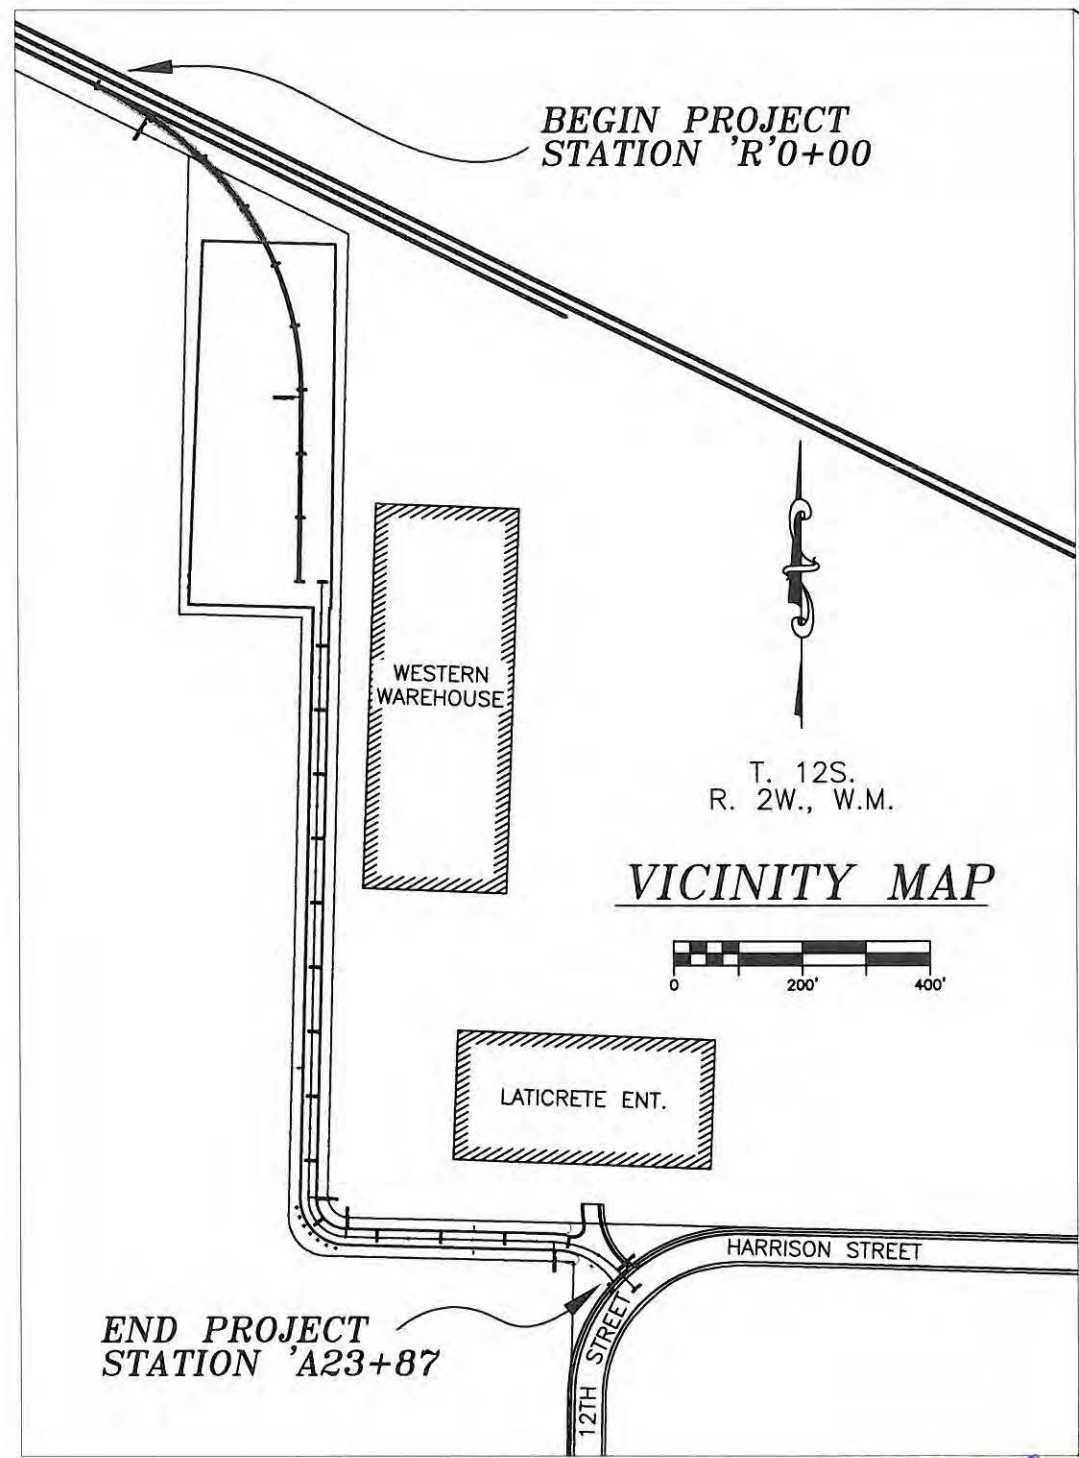 BEGIN PROJECT
STATION 'R'0+00
WESTERN
WAREHOUSE
T. 12S.
R. 2W., W.M.
VICINITY MAP
0 200' 400'
LATICRETE ENT.
HARRISON STREET
END PROJECT
STATION 'A23+87
12TH STREET